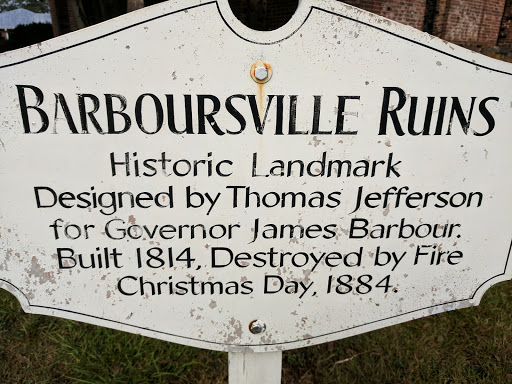 BARBOURSVILLE RUINS
Historic Landmark
Designed by Thomas Jefferson
for Governor James Barbour.
Built 1814, Destroyed by Fire
Christmas Day, 1884.